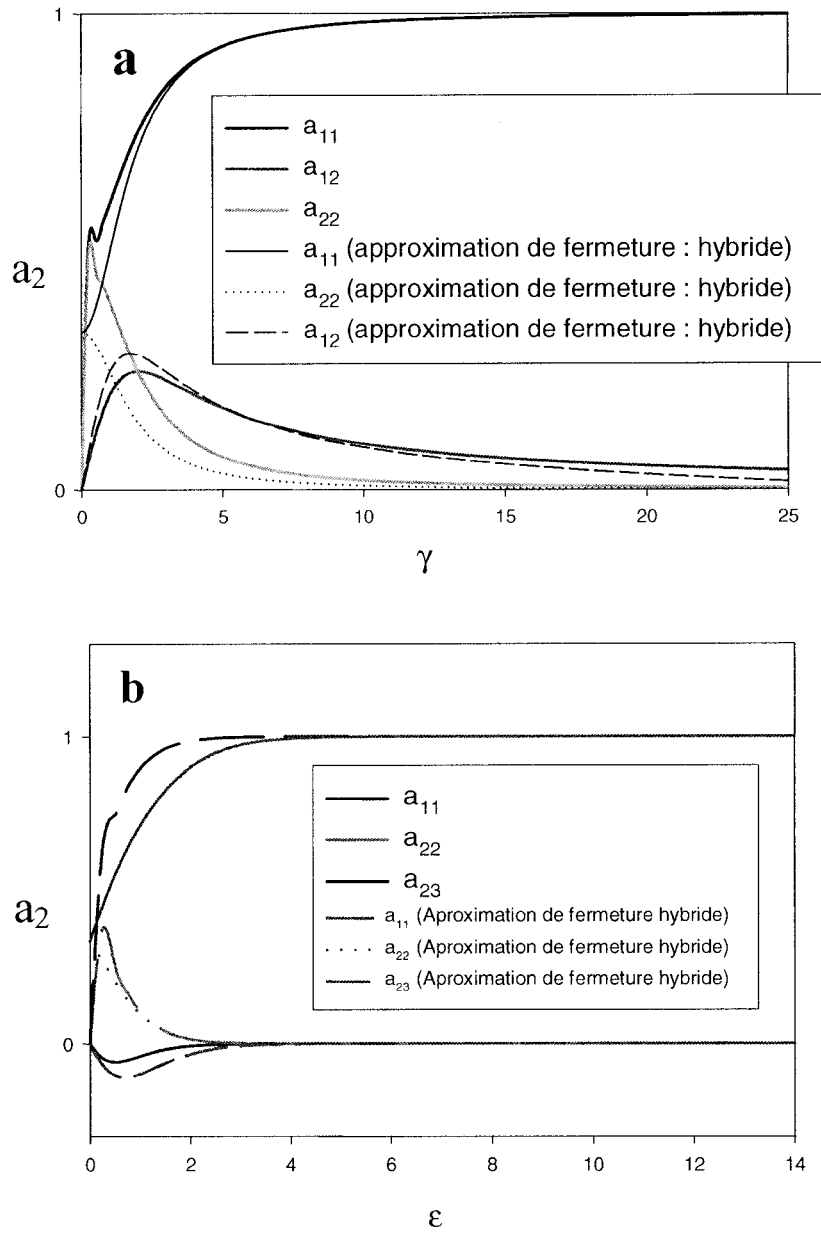 1
a
a₁₁
a₁₂
a₂₂
a₁₁ (approximation de fermeture : hybride)
a₂₂ (approximation de fermeture : hybride)
a₁₂ (approximation de fermeture : hybride)
a₂
0
0 5 10 15 20 25
γ
b
1
a₁₁
a₂₂
a₂₃
a₁₁ (Aproximation de fermeture hybride)
a₂₂ (Aproximation de fermeture hybride)
a₂₃ (Aproximation de fermeture hybride)
a₂
0
0 2 4 6 8 10 12 14
ε